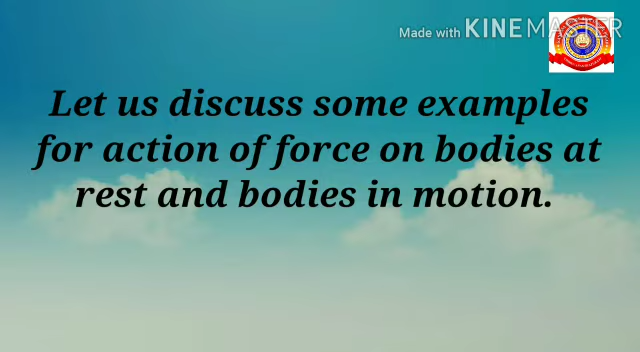 Made with KINEMASTER
Let us discuss some examples
for action of force on bodies at
rest and bodies in motion.